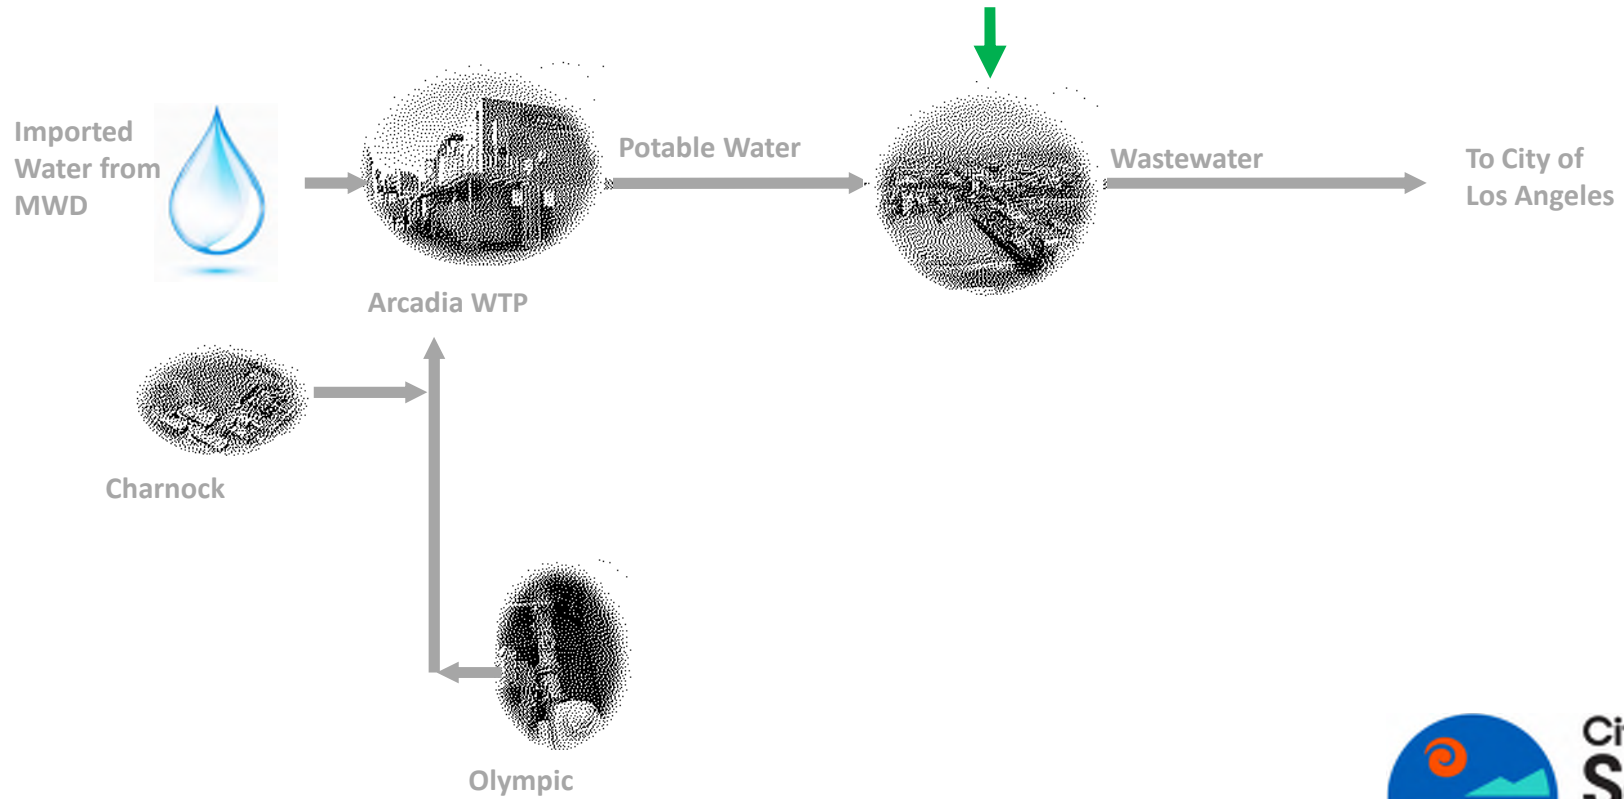 Imported
Water from
MWD
Potable Water
Wastewater
To City of
Los Angeles
Arcadia WTP
Charnock
Olympic